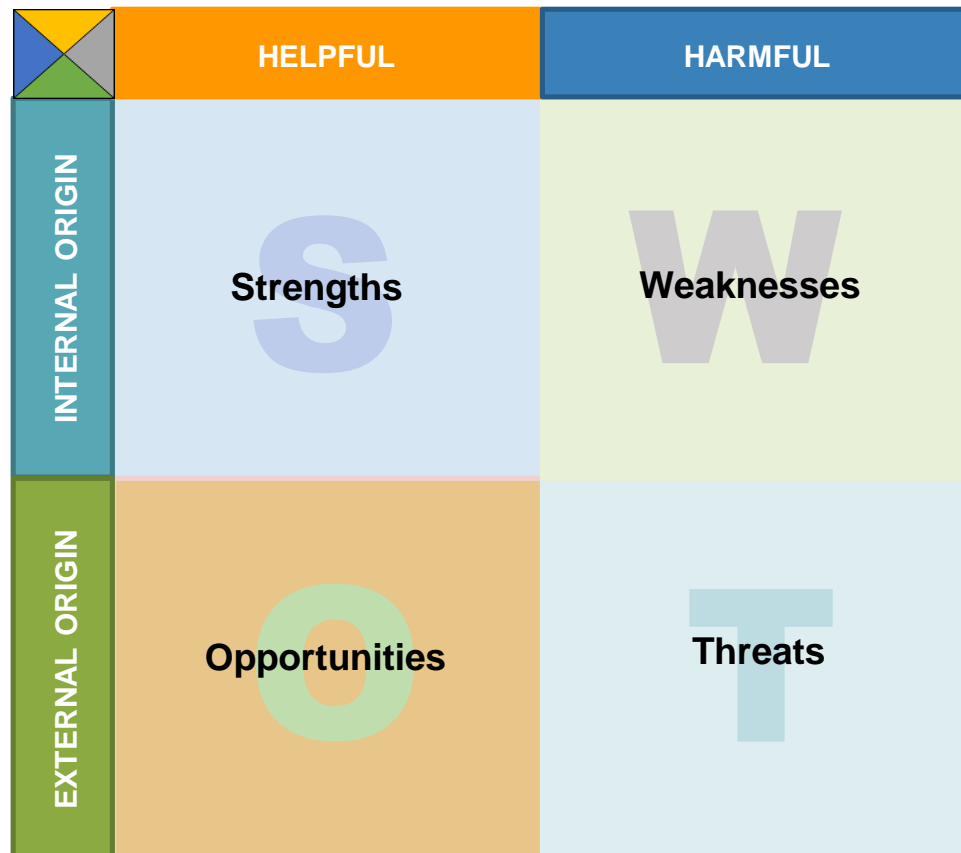 HELPFUL
HARMFUL
INTERNAL ORIGIN
S
Strengths
W
Weaknesses
EXTERNAL ORIGIN
O
Opportunities
T
Threats